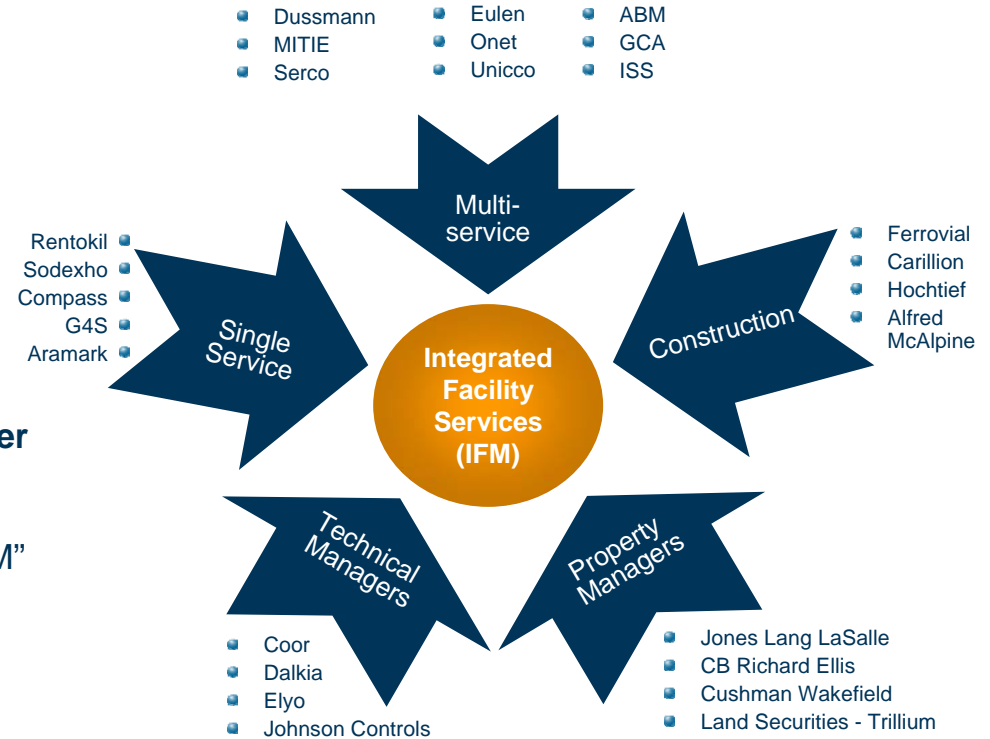 Dussmann
MITIE
Serco
Eulen
Onet
Unicco
ABM
GCA
ISS
Multi-
service
Rentokil
Sodexho
Compass
G4S
Aramark
Single
Service
Construction
Ferrovial
Carillion
Hochtief
Alfred
McAlpine
Integrated
Facility
Services
(IFM)
er
M”
Technical
Managers
Property
Managers
Coor
Dalkia
Elyo
Johnson Controls
Jones Lang LaSalle
CB Richard Ellis
Cushman Wakefield
Land Securities - Trillium